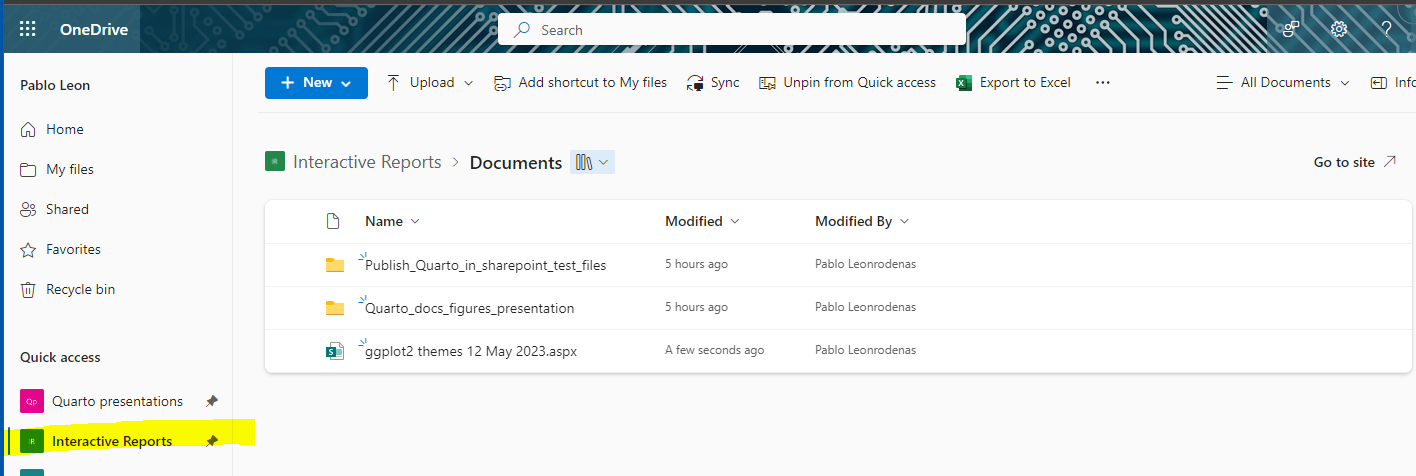 OneDrive
Search
Pablo Leon
Home
My files
Shared
Favorites
Recycle bin
Quick access
Qp Quarto presentations
IR Interactive Reports
New Upload Add shortcut to My files Sync Unpin from Quick access Export to Excel ... All Documents Info
Interactive Reports > Documents Go to site
Name Modified Modified By
Publish_Quarto_in_sharepoint_test_files 5 hours ago Pablo Leonrodenas
Quarto_docs_figures_presentation 5 hours ago Pablo Leonrodenas
ggplot2 themes 12 May 2023.aspx A few seconds ago Pablo Leonrodenas